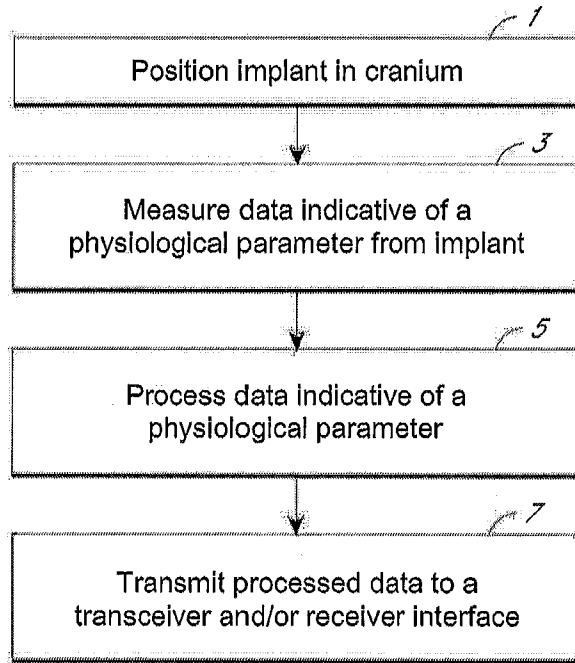 1
Position implant in cranium
3
Measure data indicative of a
physiological parameter from implant
5
Process data indicative of a
physiological parameter
7
Transmit processed data to a
transceiver and/or receiver interface